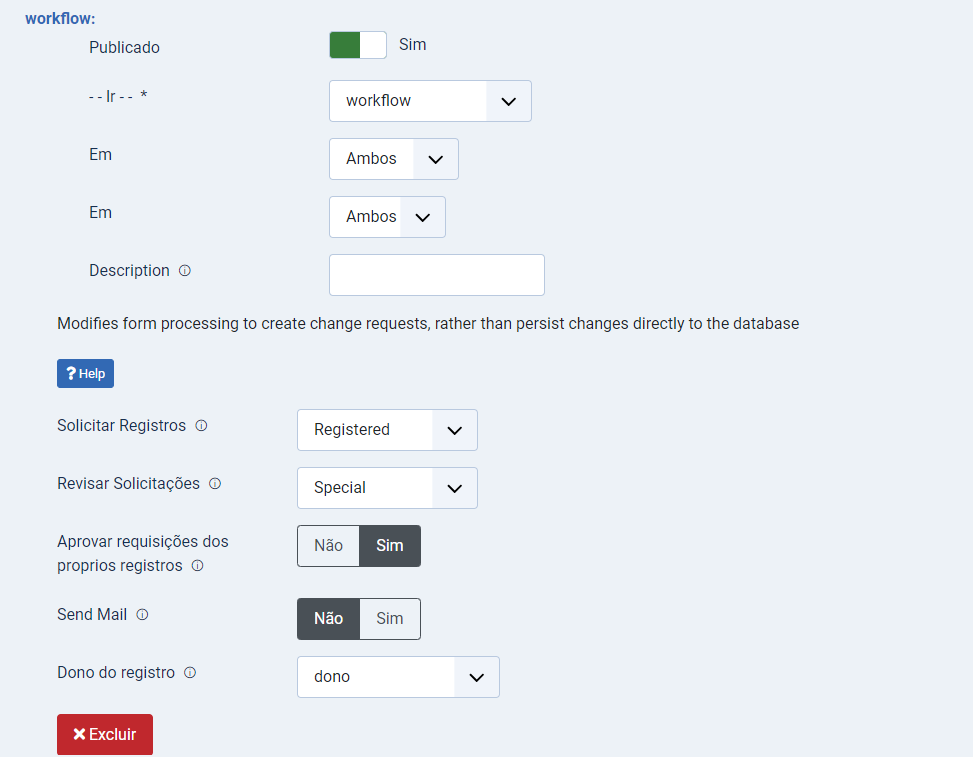 workflow:
Publicado Sim
- - Ir - - * workflow
Em Ambos
Em Ambos
Description
Modifies form processing to create change requests, rather than persist changes directly to the database
? Help
Solicitar Registros Registered
Revisar Solicitações Special
Aprovar requisições dos
proprios registros Não Sim
Send Mail Não Sim
Dono do registro dono
Excluir